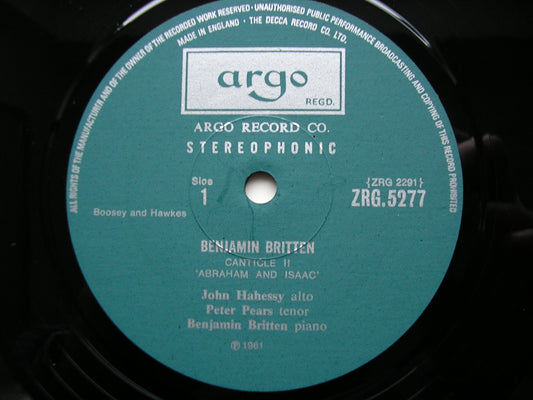 ALL RIGHTS OF THE MANUFACTURER AND OF THE OWNER OF THE RECORDED WORK RESERVED · UNAUTHORISED PUBLIC PERFORMANCE BROADCASTING AND COPYING OF THIS RECORD PROHIBITED
MADE IN ENGLAND · THE DECCA RECORD CO. LTD.
argo
REGD.
ARGO RECORD CO.
STEREOPHONIC
Side
1
{ZRG 2291}
ZRG.5277
Boosey and Hawkes
BENJAMIN BRITTEN
CANTICLE II
'ABRAHAM AND ISAAC'
John Hahessy alto
Peter Pears tenor
Benjamin Britten piano
℗ 1961